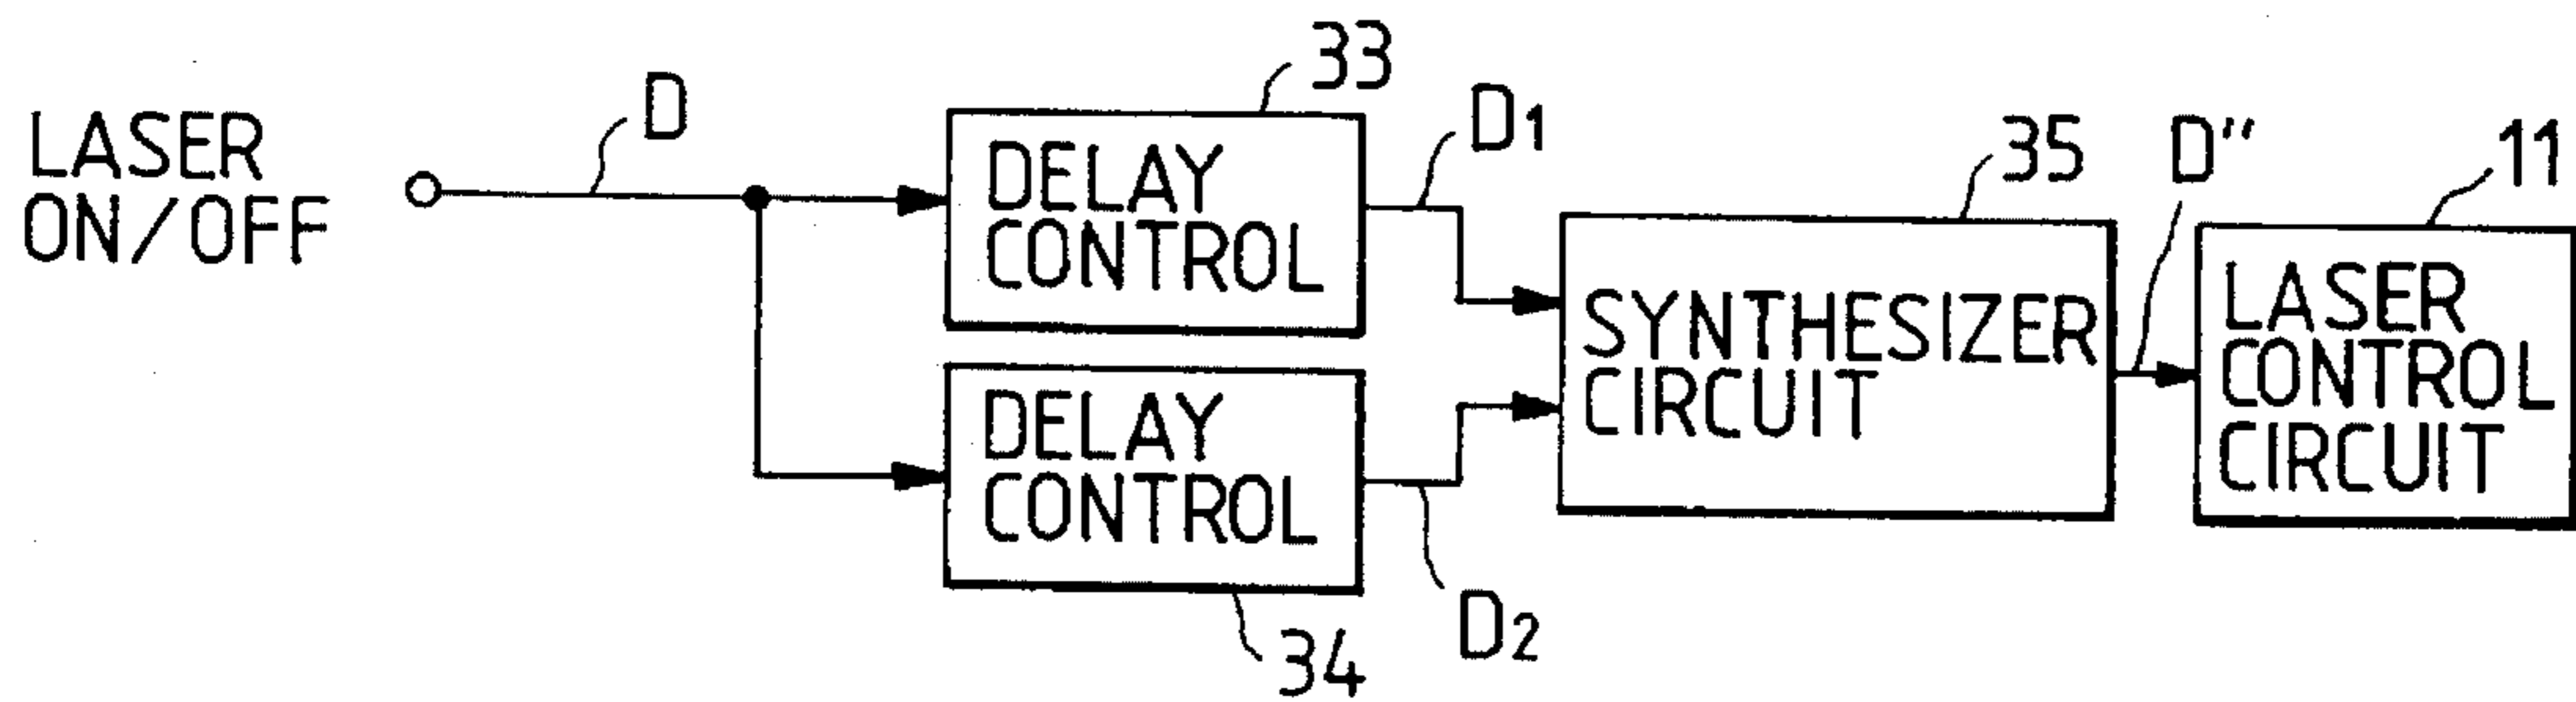 LASER
ON/OFF
D
33
DELAY
CONTROL
D1
34
DELAY
CONTROL
D2
35
SYNTHESIZER
CIRCUIT
D"
11
LASER
CONTROL
CIRCUIT